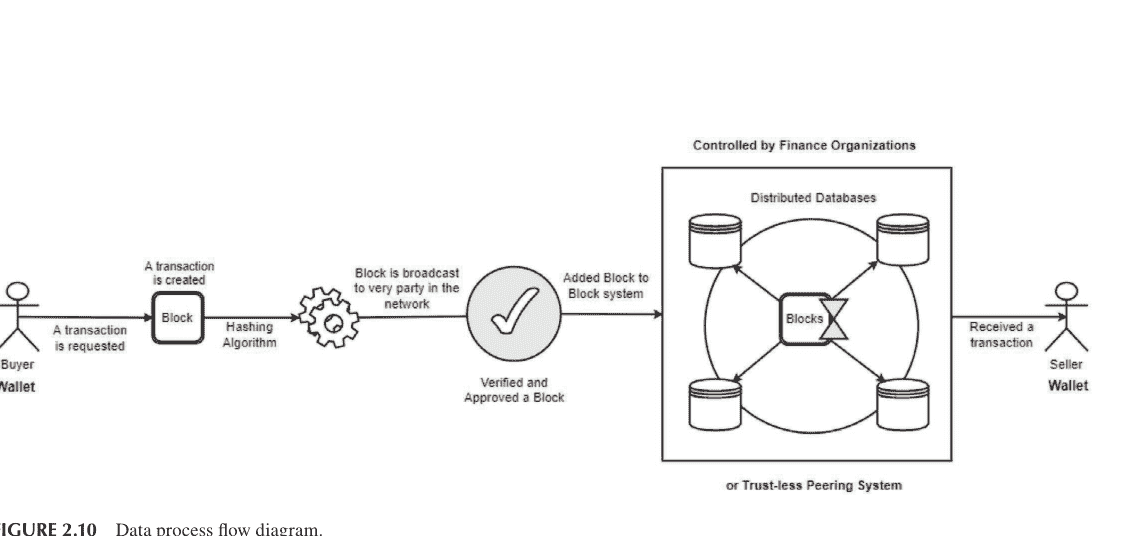 Controlled by Finance Organizations
Distributed Databases
A transaction
is created
Block
Block is broadcast
to very party in the
network
Added Block to
Block system
Blocks
A transaction
is requested
Hashing
Algorithm
Received a
transaction
Buyer
Wallet
Verified and
Approved a Block
Seller
Wallet
or Trust-less Peering System
FIGURE 2.10 Data process flow diagram.